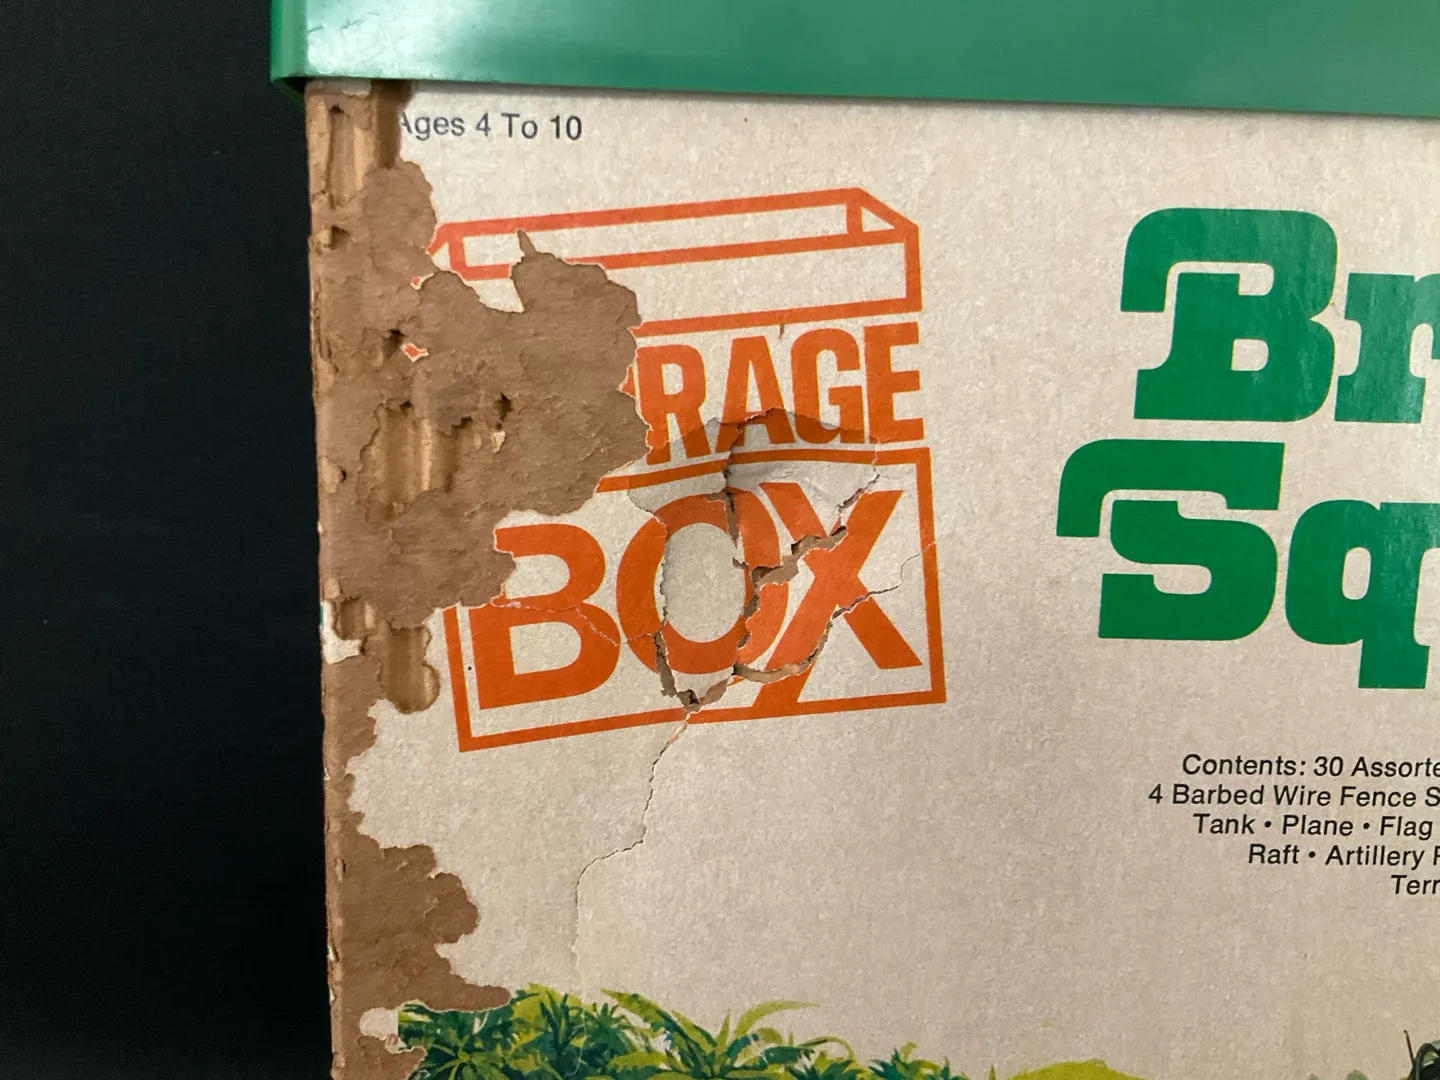 Ages 4 To 10
RAGE
BOX
Br
Sq
Contents: 30 Assorte
4 Barbed Wire Fence S
Tank • Plane • Flag
Raft • Artillery F
Terr